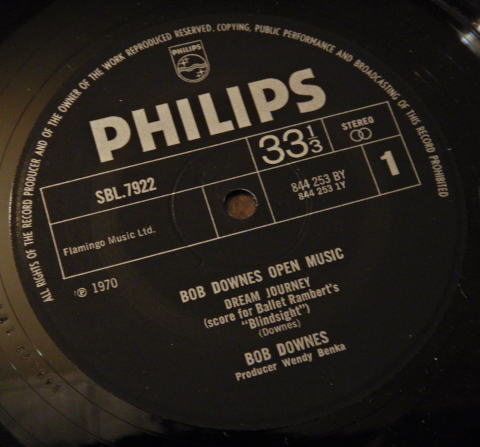 ALL RIGHTS OF THE RECORD PRODUCER AND OF THE OWNER OF THE WORK REPRODUCED RESERVED. COPYING, PUBLIC PERFORMANCE AND BROADCASTING OF THIS RECORD PROHIBITED
PHILIPS
PHILIPS
SBL.7922
33 1/3
STEREO
844 253 BY
844 253 1Y
1
Flamingo Music Ltd.
℗ 1970
BOB DOWNES OPEN MUSIC
DREAM JOURNEY
(score for Ballet Rambert's
"Blindsight")
(Downes)
BOB DOWNES
Producer Wendy Benka